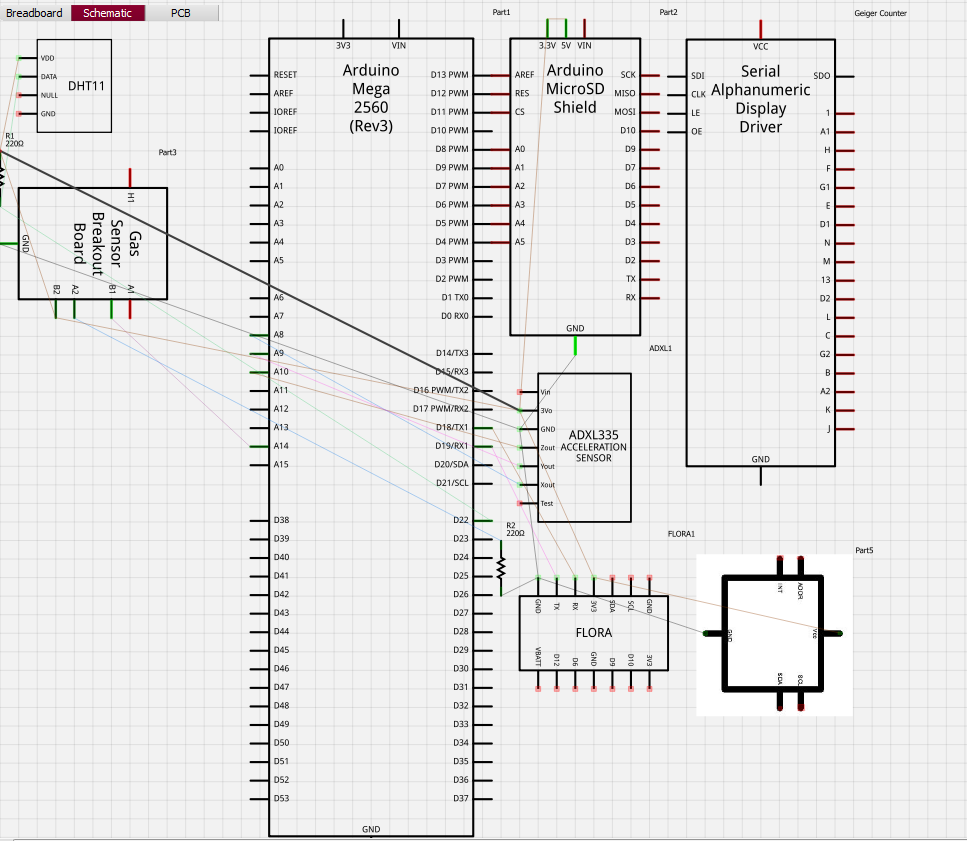 Breadboard
Schematic
PCB
Part1
Part2
Geiger Counter
VDD
DATA
NULL
GND
DHT11
R1
220Ω
Part3
H1
GND
Gas
Sensor
Breakout
Board
B2
A2
B1
A1
3V3
VIN
Arduino
Mega
2560
(Rev3)
RESET
AREF
IOREF
IOREF
A0
A1
A2
A3
A4
A5
A6
A7
A8
A9
A10
A11
A12
A13
A14
A15
D38
D39
D40
D41
D42
D43
D44
D45
D46
D47
D48
D49
D50
D51
D52
D53
D13 PWM
D12 PWM
D11 PWM
D10 PWM
D8 PWM
D9 PWM
D7 PWM
D6 PWM
D5 PWM
D4 PWM
D3 PWM
D2 PWM
D1 TX0
D0 RX0
D14/TX3
D15/RX3
D16 PWM/TX2
D17 PWM/RX2
D18/TX1
D19/RX1
D20/SDA
D21/SCL
D22
D23
D24
D25
D26
D27
D28
D29
D30
D31
D32
D33
D34
D35
D36
D37
GND
3.3V
5V
VIN
Arduino
MicroSD
Shield
AREF
RES
CS
A0
A1
A2
A3
A4
A5
SCK
MISO
MOSI
D10
D9
D7
D6
D5
D4
D3
D2
TX
RX
GND
VCC
Serial
Alphanumeric
Display
Driver
SDI
CLK
LE
OE
SDO
1
A1
H
F
G1
E
D1
N
M
13
D2
L
C
G2
B
A2
K
J
GND
ADXL1
Vin
3Vo
GND
Zout
Yout
Xout
Test
ADXL335
ACCELERATION
SENSOR
R2
220Ω
FLORA1
GND
TX
RX
3V3
SDA
SCL
GND
FLORA
VBATT
D12
D6
GND
D9
D10
3V3
Part5
INT
ADDR
GND
Vcc
SDA
SCL